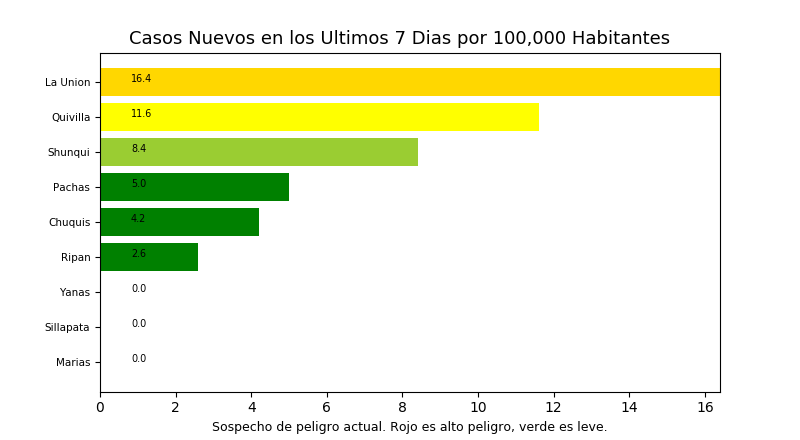 Casos Nuevos en los Ultimos 7 Dias por 100,000 Habitantes
La Union 16.4
Quivilla 11.6
Shunqui 8.4
Pachas 5.0
Chuquis 4.2
Ripan 2.6
Yanas 0.0
Sillapata 0.0
Marias 0.0
0 2 4 6 8 10 12 14 16
Sospecho de peligro actual. Rojo es alto peligro, verde es leve.